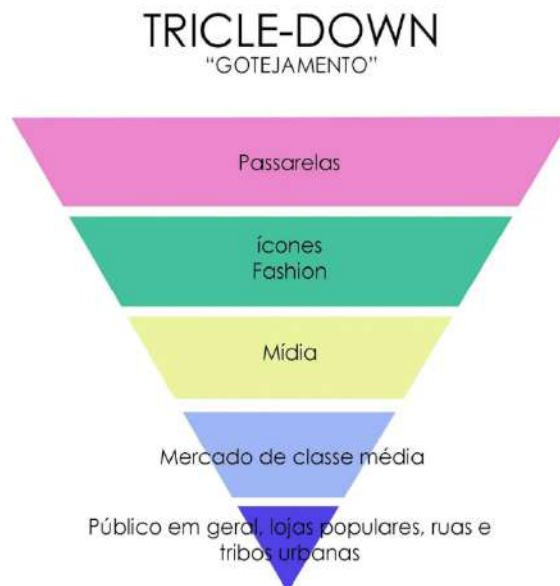 TRICLE-DOWN
“GOTEJAMENTO”
Passarelas
ícones
Fashion
Mídia
Mercado de classe média
Público em geral, lojas populares, ruas e
tribos urbanas